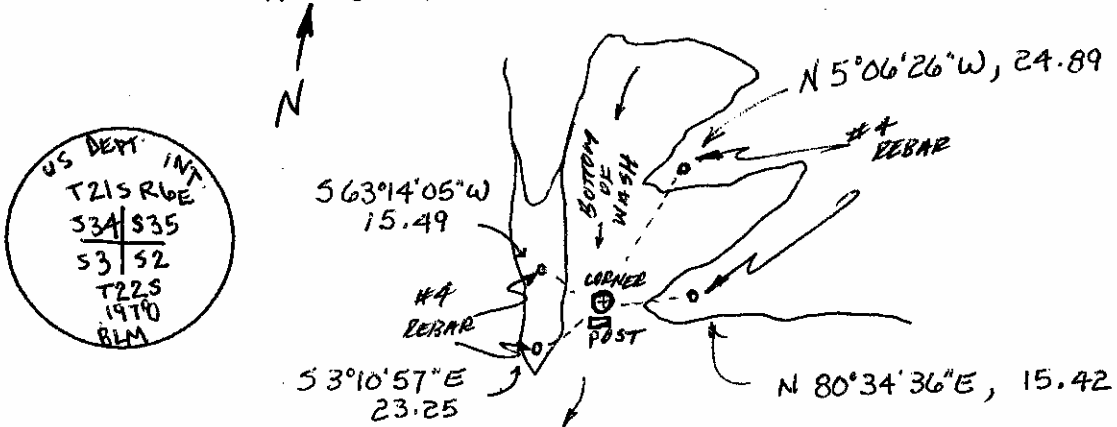 N
US DEPT INT
T21S R6E
S34 | S35
S3 | S2
T22S
1970
BLM
N 5°06'26"W, 24.89
#4
REBAR
BOTTOM
OF
WASH
S 63°14'05"W
15.49
#4
REBAR
CORNER
POST
S 3°10'57"E
23.25
N 80°34'36"E, 15.42